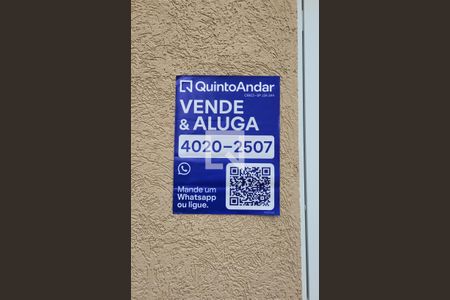 QuintoAndar
VENDE
& ALUGA
4020-2507
Mande um
Whatsapp
ou ligue.